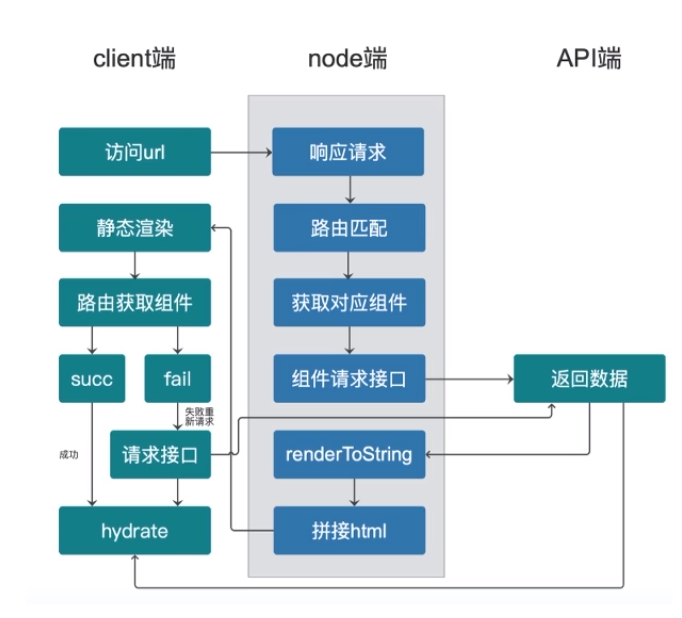 client端
node端
API端
访问url
响应请求
静态渲染
路由匹配
路由获取组件
获取对应组件
succ
fail
组件请求接口
返回数据
失败重
新请求
成功
请求接口
renderToString
hydrate
拼接html